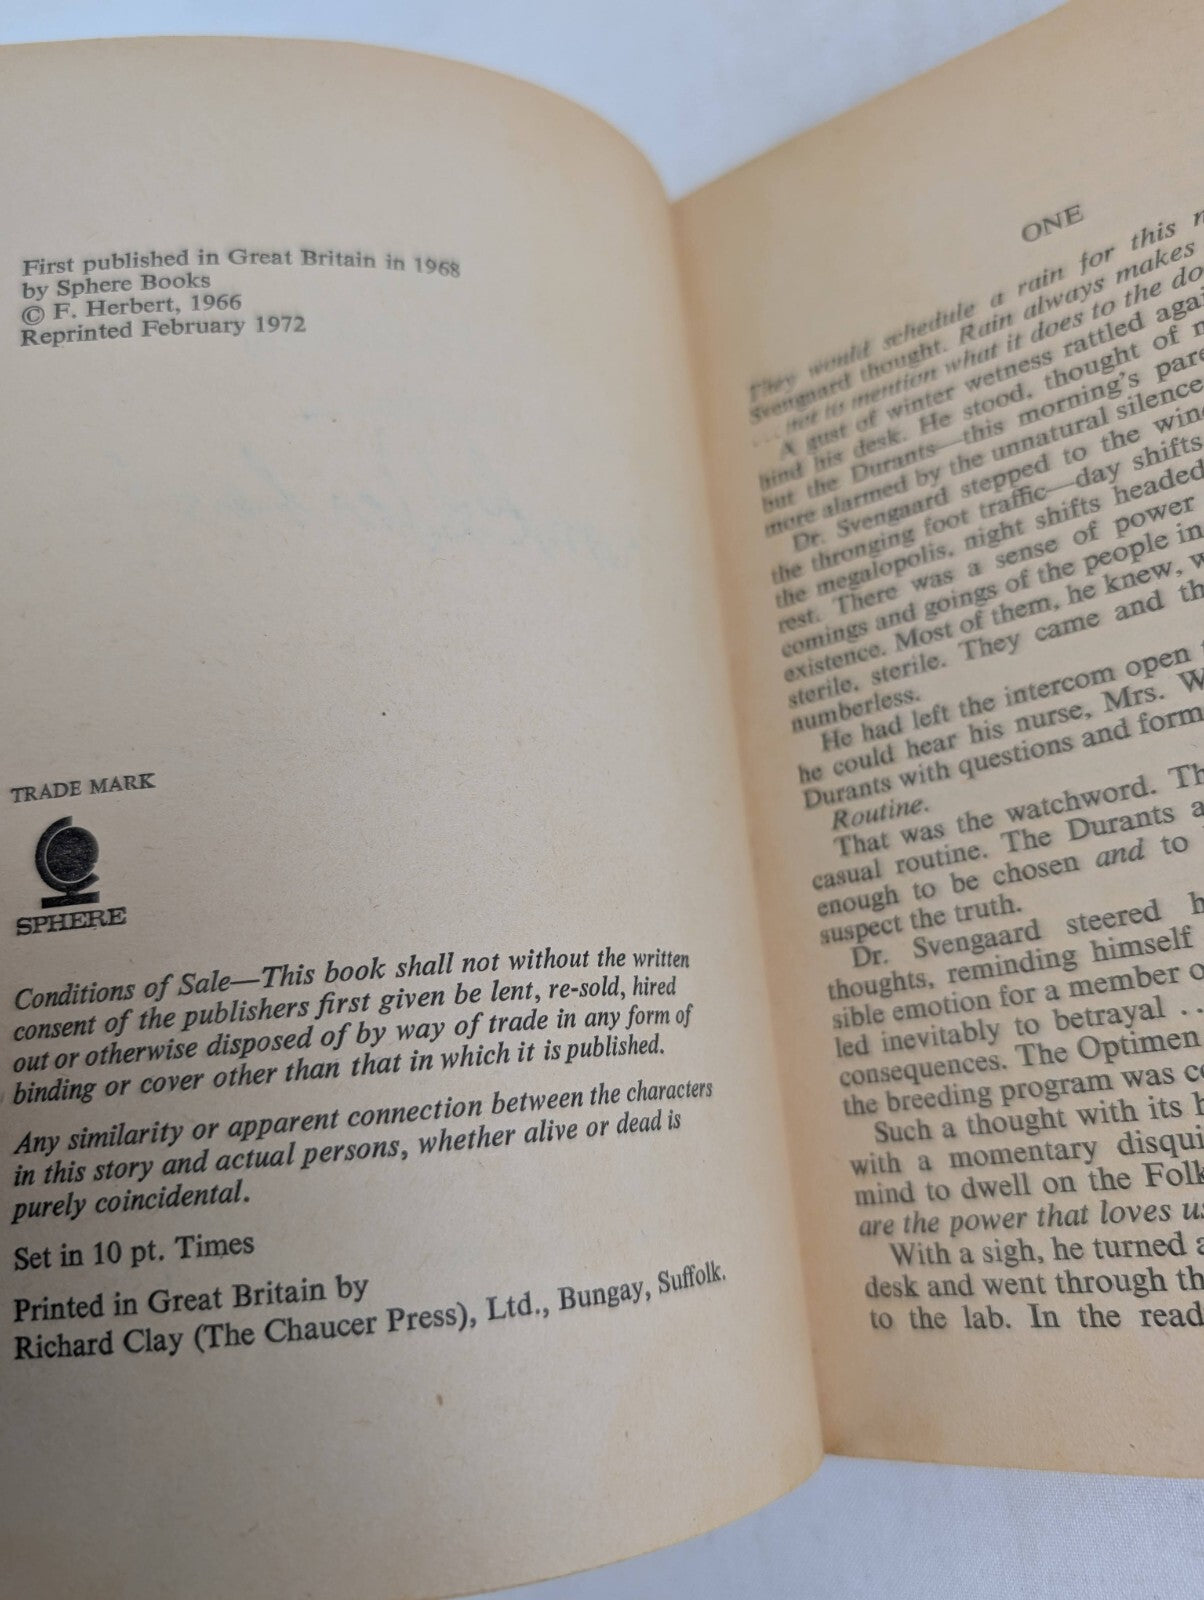 First published in Great Britain in 1968
by Sphere Books
© F. Herbert, 1966
Reprinted February 1972
TRADE MARK
SPHERE
Conditions of Sale—This book shall not without the written
consent of the publishers first given be lent, re-sold, hired
out or otherwise disposed of by way of trade in any form of
binding or cover other than that in which it is published.
Any similarity or apparent connection between the characters
in this story and actual persons, whether alive or dead is
purely coincidental.
Set in 10 pt. Times
Printed in Great Britain by
Richard Clay (The Chaucer Press), Ltd., Bungay, Suffolk.
ONE
They would schedule a rain for this
Svengaard thought. Rain always makes
... not to mention what it does to the
A gust of winter wetness rattled
hind his desk. He stood, thought of
but the Durants—this morning's
more alarmed by the unnatural silence
Dr. Svengaard stepped to the
the thronging foot traffic—day shifts
the megalopolis, night shifts headed
rest. There was a sense of power
comings and goings of the people in
existence. Most of them, he knew,
sterile, sterile. They came and
numberless.
He had left the intercom open
he could hear his nurse, Mrs.
Durants with questions and
Routine.
That was the watchword.
casual routine. The Durants
enough to be chosen and to
suspect the truth.
Dr. Svengaard steered
thoughts, reminding himself
sible emotion for a member
led inevitably to betrayal ..
consequences. The Optimen
the breeding program was
Such a thought with its
with a momentary
mind to dwell on the
are the power that loves
With a sigh, he turned
desk and went through
to the lab. In the